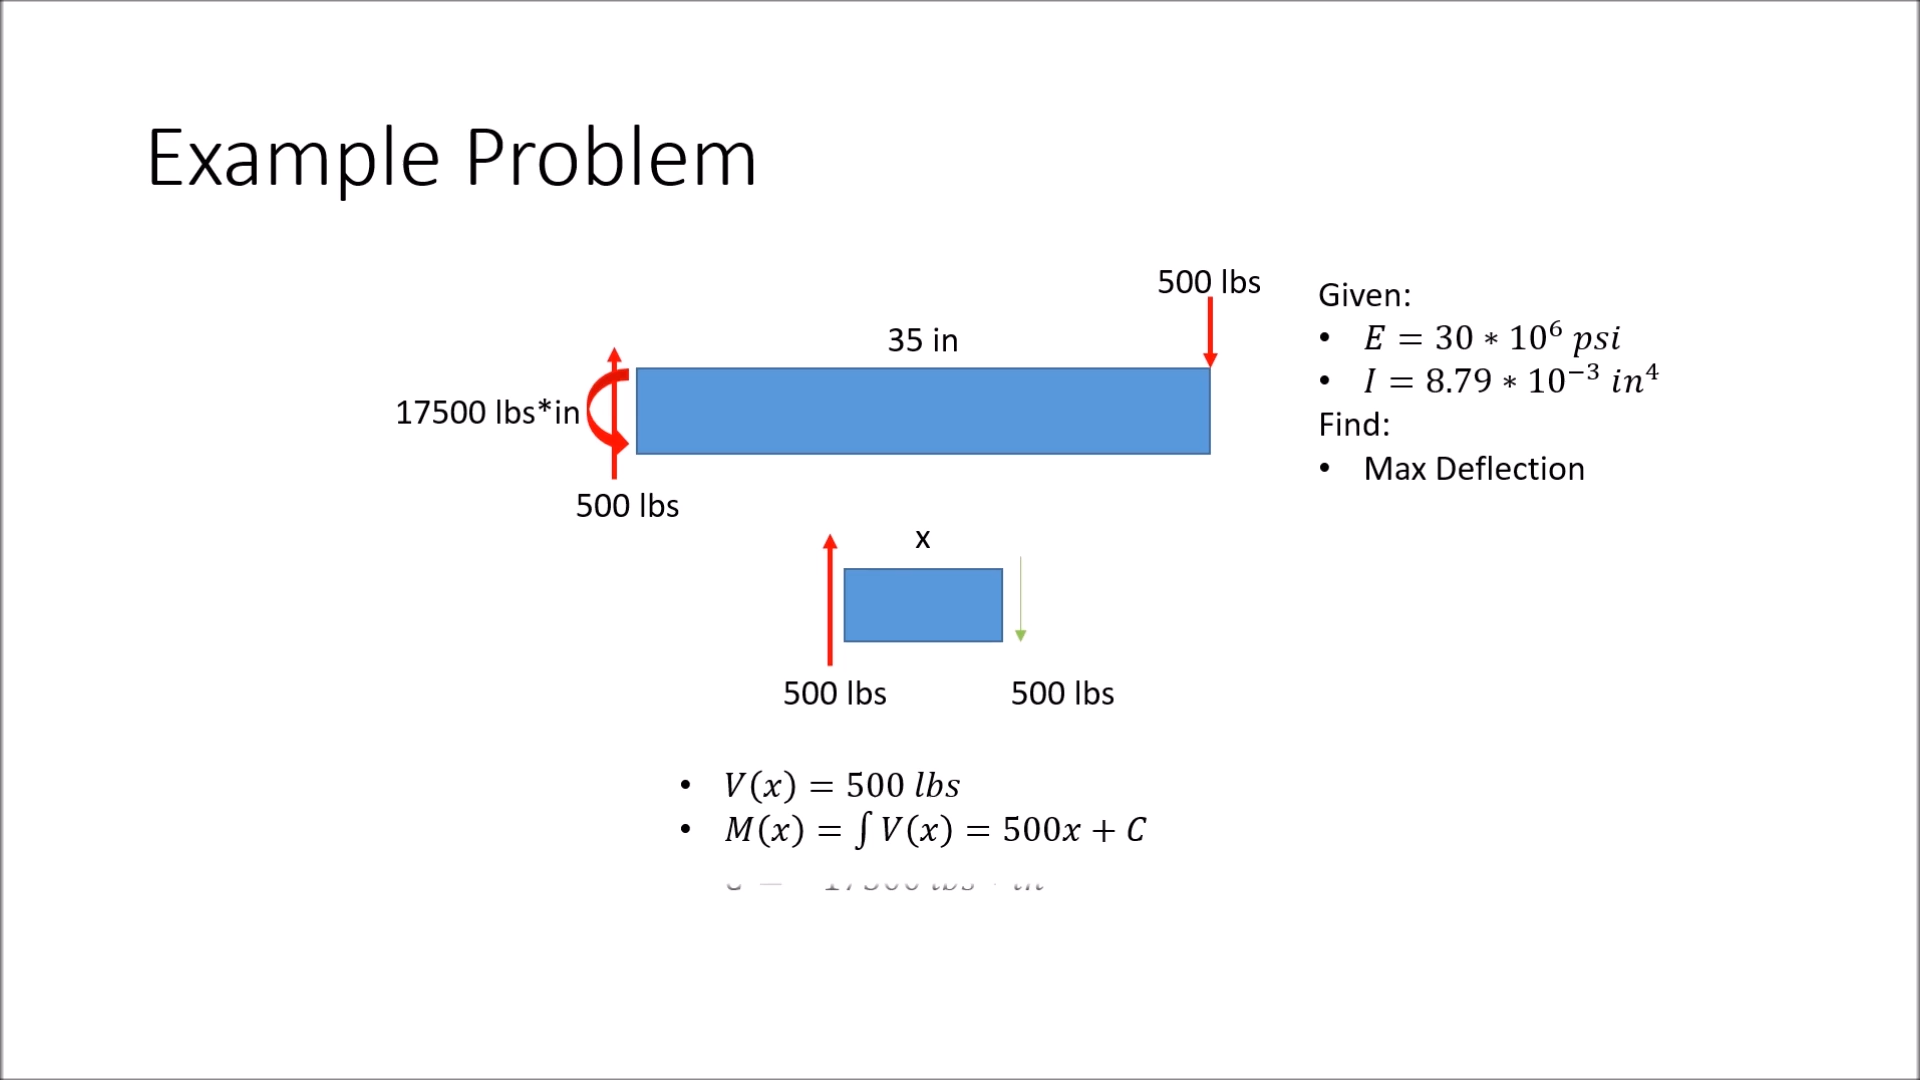 Example Problem
500 lbs
35 in
17500 lbs*in
500 lbs
Given:
• E = 30 ∗ 10⁶ psi
• I = 8.79 ∗ 10⁻³ in⁴
Find:
• Max Deflection
x
500 lbs
500 lbs
• V(x) = 500 lbs
• M(x) = ∫ V(x) = 500x + C